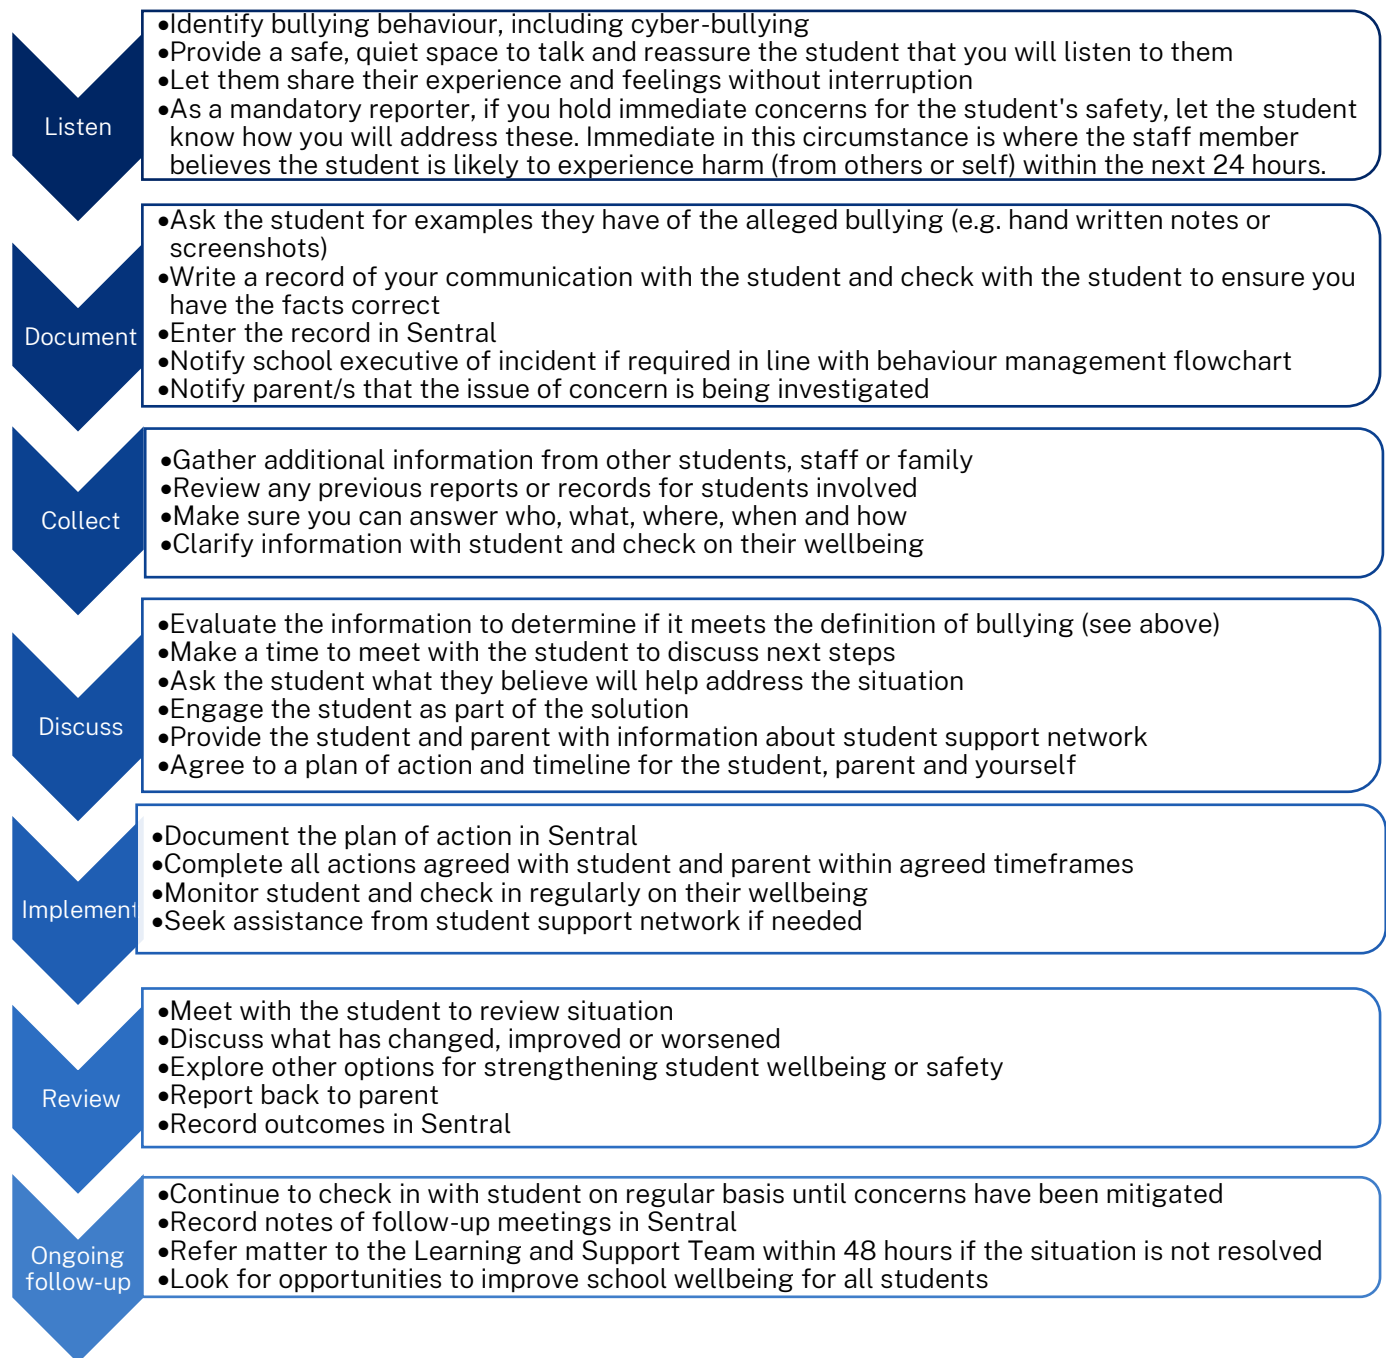 Listen
•Identify bullying behaviour, including cyber-bullying
•Provide a safe, quiet space to talk and reassure the student that you will listen to them
•Let them share their experience and feelings without interruption
•As a mandatory reporter, if you hold immediate concerns for the student's safety, let the student
know how you will address these. Immediate in this circumstance is where the staff member
believes the student is likely to experience harm (from others or self) within the next 24 hours.
Document
•Ask the student for examples they have of the alleged bullying (e.g. hand written notes or
screenshots)
•Write a record of your communication with the student and check with the student to ensure you
have the facts correct
•Enter the record in Sentral
•Notify school executive of incident if required in line with behaviour management flowchart
•Notify parent/s that the issue of concern is being investigated
Collect
•Gather additional information from other students, staff or family
•Review any previous reports or records for students involved
•Make sure you can answer who, what, where, when and how
•Clarify information with student and check on their wellbeing
Discuss
•Evaluate the information to determine if it meets the definition of bullying (see above)
•Make a time to meet with the student to discuss next steps
•Ask the student what they believe will help address the situation
•Engage the student as part of the solution
•Provide the student and parent with information about student support network
•Agree to a plan of action and timeline for the student, parent and yourself
Implement
•Document the plan of action in Sentral
•Complete all actions agreed with student and parent within agreed timeframes
•Monitor student and check in regularly on their wellbeing
•Seek assistance from student support network if needed
Review
•Meet with the student to review situation
•Discuss what has changed, improved or worsened
•Explore other options for strengthening student wellbeing or safety
•Report back to parent
•Record outcomes in Sentral
Ongoing
follow-up
•Continue to check in with student on regular basis until concerns have been mitigated
•Record notes of follow-up meetings in Sentral
•Refer matter to the Learning and Support Team within 48 hours if the situation is not resolved
•Look for opportunities to improve school wellbeing for all students